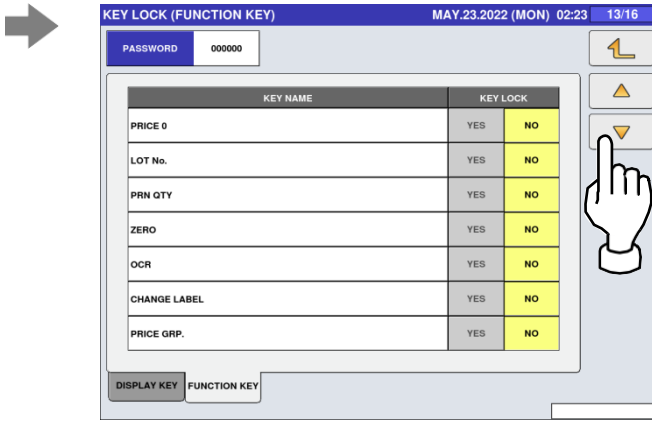 KEY LOCK (FUNCTION KEY) MAY.23.2022 (MON) 02:23 13/16
PASSWORD 000000
KEY NAME KEY LOCK
PRICE 0 YES NO
LOT No. YES NO
PRN QTY YES NO
ZERO YES NO
OCR YES NO
CHANGE LABEL YES NO
PRICE GRP. YES NO
DISPLAY KEY FUNCTION KEY